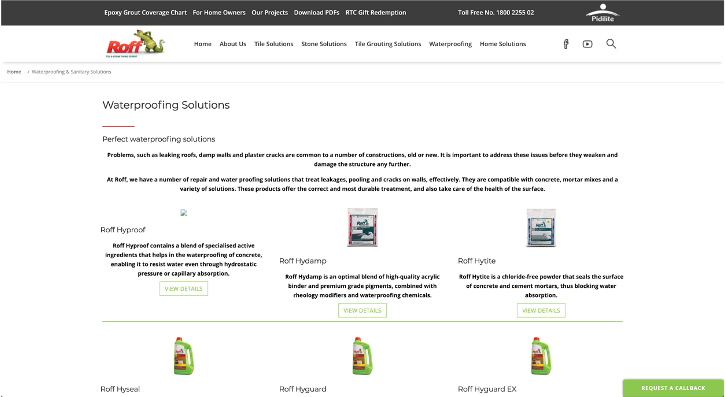 Epoxy Grout Coverage Chart For Home Owners Our Projects Download PDFs RTC Gift Redemption Toll Free No. 1800 2255 02
Pidilite
Roff
Home About Us Tile Solutions Stone Solutions Tile Grouting Solutions Waterproofing Home Solutions
Home > Waterproofing & Sanitary Solutions
Waterproofing Solutions
Perfect waterproofing solutions
Problems, such as leaking roofs, damp walls and plaster cracks are common to a number of constructions, old or new. It is important to address these issues before they weaken and
damage the structure any further.
At Roff, we have a number of repair and water proofing solutions that treat leakages, pooling and cracks on walls, effectively. They are compatible with concrete, mortar mixes and a
variety of solutions. These products offer the correct and most durable treatment, and also take care of the health of the surface.
Roff Hyproof
Roff Hyproof contains a blend of specialised active
ingredients that helps in the waterproofing of concrete,
enabling it to resist water even through hydrostatic
pressure or capillary absorption.
VIEW DETAILS
Roff Hydamp
Roff Hydamp is an optimal blend of high-quality acrylic
binder and premium grade pigments, combined with
rheology modifiers and waterproofing chemicals.
VIEW DETAILS
Roff Hytite
Roff Hytite is a chloride-free powder that seals the surface
of concrete and cement mortars, thus blocking water
absorption.
VIEW DETAILS
Roff Hyseal
Roff Hyguard
Roff Hyguard EX
REQUEST A CALLBACK